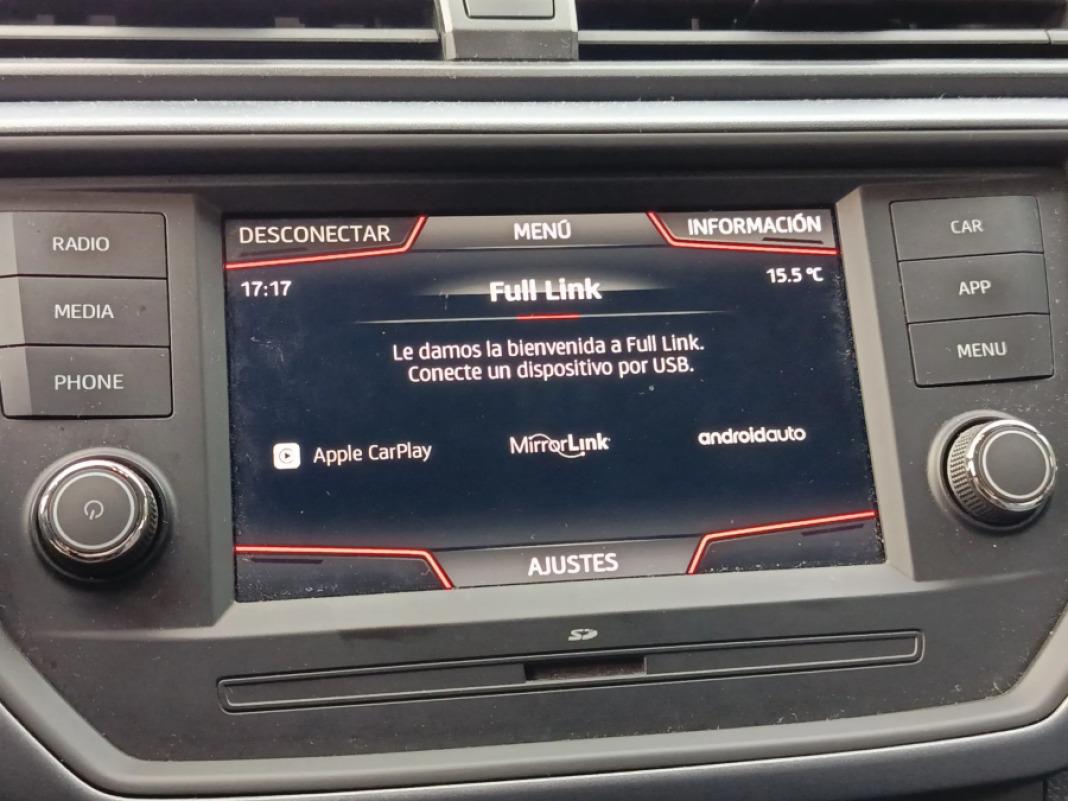 RADIO
MEDIA
PHONE
DESCONECTAR
MENÚ
INFORMACIÓN
17:17
Full Link
15.5 °C
Le damos la bienvenida a Full Link.
Conecte un dispositivo por USB.
Apple CarPlay
MirrorLink
androidauto
AJUSTES
CAR
APP
MENU
SD